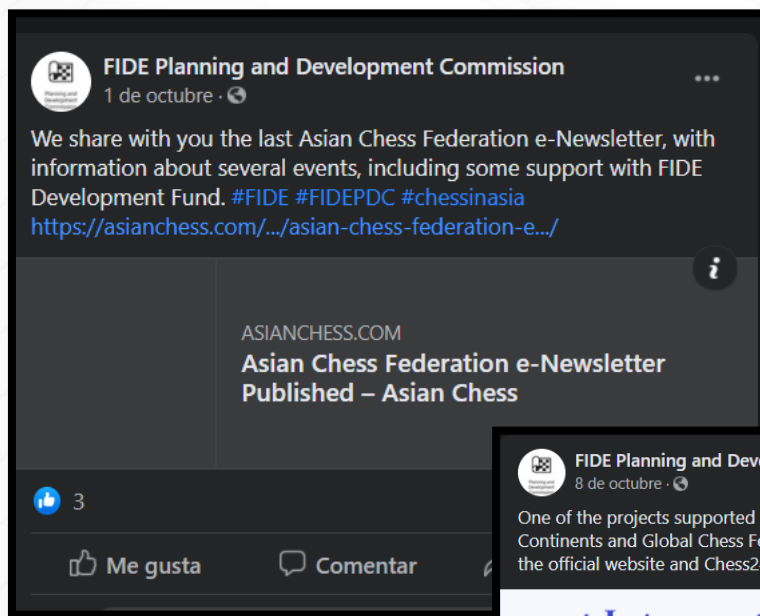 FIDE Planning and Development Commission
1 de octubre ·
We share with you the last Asian Chess Federation e-Newsletter, with
information about several events, including some support with FIDE
Development Fund. #FIDE #FIDEPDC #chessinasia
https://asianchess.com/.../asian-chess-federation-e.../
ASIANCHESS.COM
Asian Chess Federation e-Newsletter
Published – Asian Chess
3
Me gusta
Comentar
FIDE Planning and Deve
8 de octubre ·
One of the projects supported
Continents and Global Chess Fe
the official website and Chess2